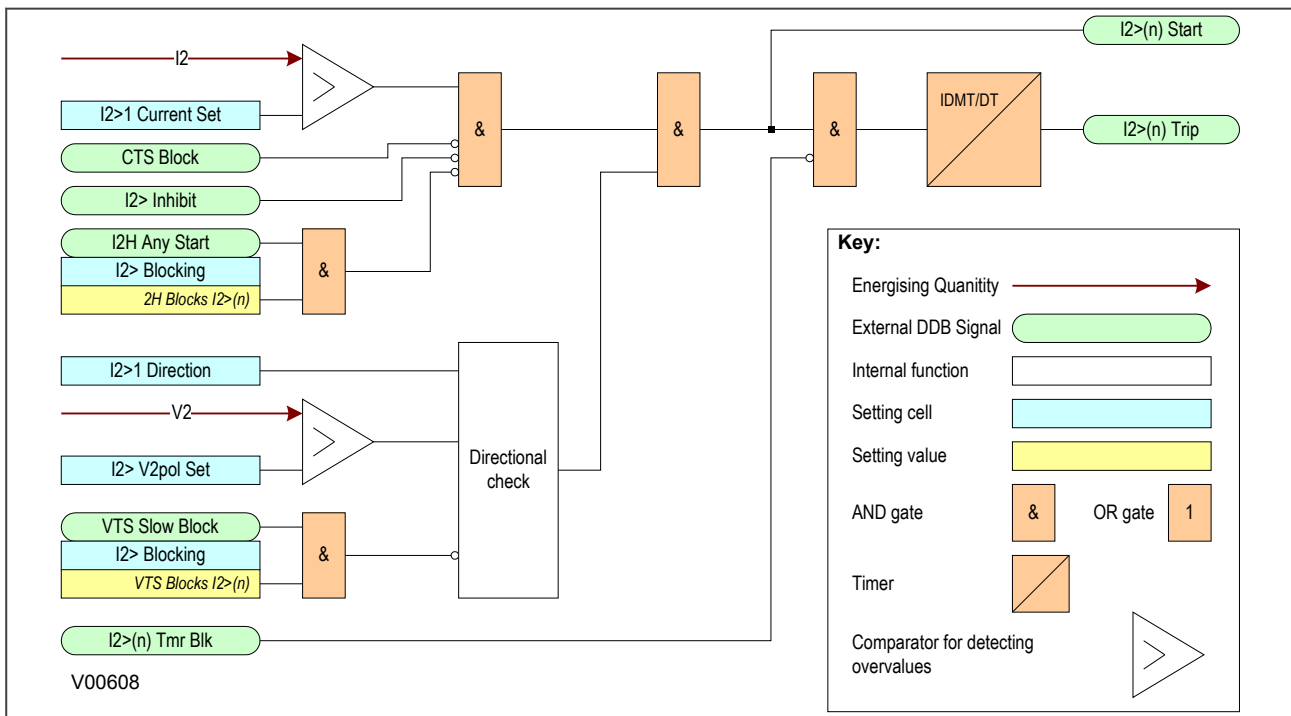 I2
I2>1 Current Set
CTS Block
I2> Inhibit
I2H Any Start
I2> Blocking
2H Blocks I2>(n)
&
&
&
&
IDMT/DT
I2>(n) Start
I2>(n) Trip
I2>1 Direction
V2
I2> V2pol Set
Directional
check
VTS Slow Block
I2> Blocking
VTS Blocks I2>(n)
&
I2>(n) Tmr Blk
V00608
Key:
Energising Quanitity
External DDB Signal
Internal function
Setting cell
Setting value
AND gate
&
OR gate
1
Timer
Comparator for detecting
overvalues